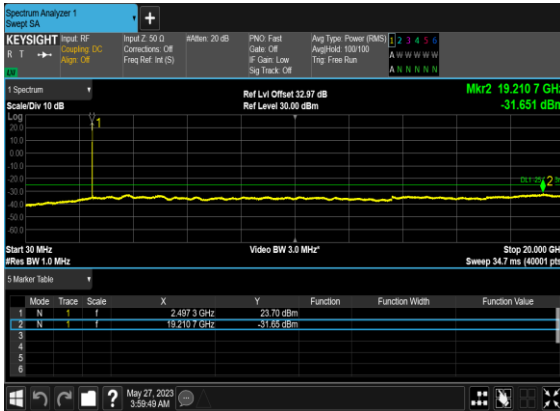 Spectrum Analyzer 1
Swept SA
+
KEYSIGHT Input: RF Input Z: 50 Ω #Atten: 20 dB PNO: Fast Avg Type: Power (RMS) 1 2 3 4 5 6
R T Coupling: DC Corrections: Off Gate: Off Avg|Hold: 100/100 A W W W W W
Align: Off Freq Ref: Int (S) IF Gain: Low Trig: Free Run
Sig Track: Off A N N N N N
1 Spectrum
Ref Lvl Offset 32.97 dB Mkr2 19.210 7 GHz
Scale/Div 10 dB Ref Level 30.00 dBm -31.651 dBm
Log
1
20.0
10.0
0.00
-10.0
-20.0
DL1 -25
2
-30.0
-40.0
-50.0
-60.0
Start 30 MHz Video BW 3.0 MHz* Stop 20.000 GHz
#Res BW 1.0 MHz Sweep 34.7 ms (40001 pts)
5 Marker Table
Mode Trace Scale X Y Function Function Width Function Value
1 N 1 f 2.497 3 GHz 23.70 dBm
2 N 1 f 19.210 7 GHz -31.65 dBm
3
4
5
6
?
May 27, 2023
3:59:49 AM